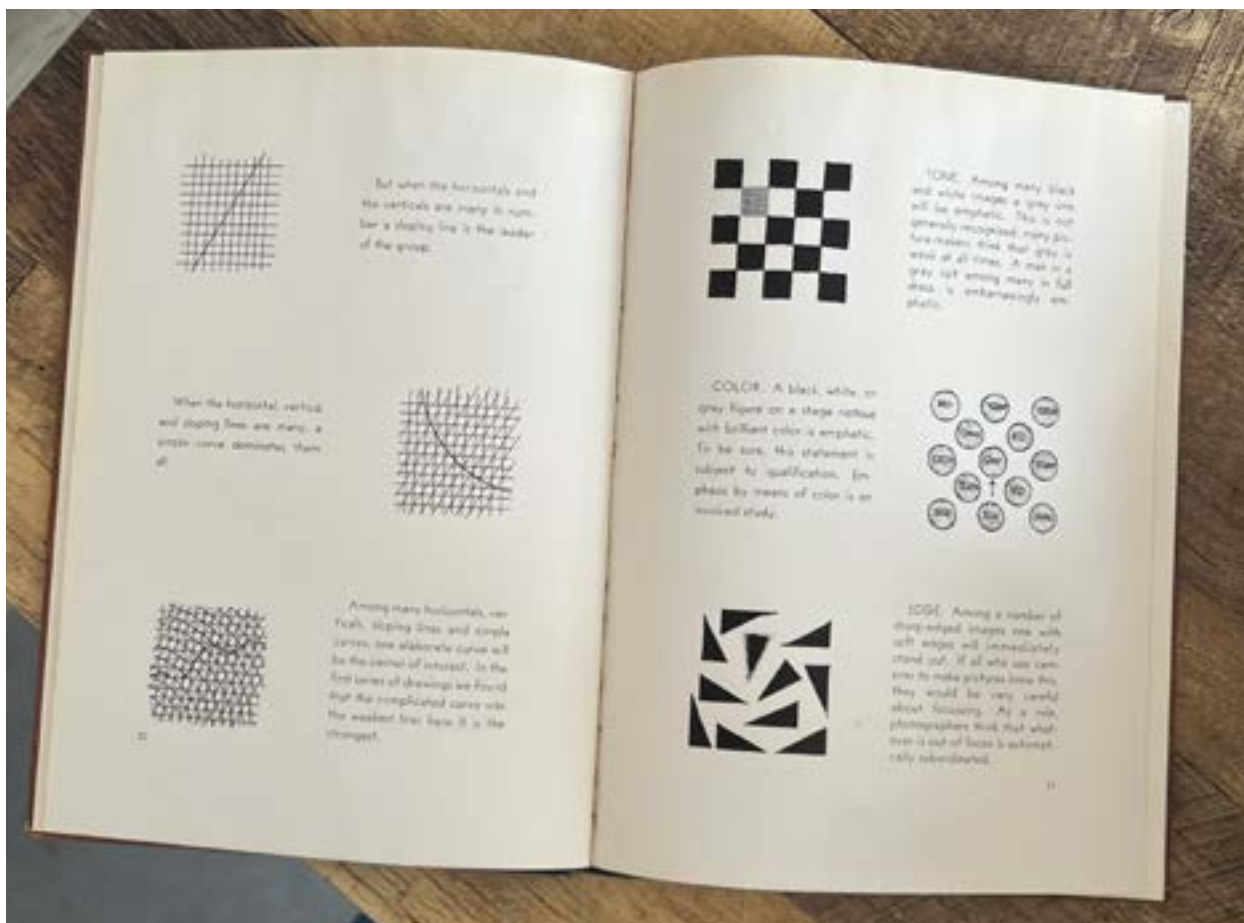 But when the horizontals and
the verticals are many in num-
ber a sloping line is the leader
of the group.
When the horizontal, vertical
and sloping lines are many, a
simple curve dominates them
all.
Among many horizontals, ver-
ticals, sloping lines and simple
curves, one elaborate curve will
be the center of interest. In the
first series of drawings we found
that the complicated curve was
the weakest line; here it is the
strongest.
TONE. Among many black
and white images a gray one
will be emphatic. This is not
generally recognized; many pic-
ture-makers think that gray is
weak at all times. A man in a
gray suit among many in full
dress is embarrassingly em-
phatic.
COLOR. A black, white, or
gray figure on a stage riotous
with brilliant color is emphatic.
To be sure, this statement is
subject to qualification. Em-
phasis by means of color is an
involved study.
GRAY
RED
EDGE. Among a number of
sharp-edged images one with
soft edges will immediately
stand out. If all who use cam-
eras to make pictures knew this,
they would be very careful
about focusing. As a rule,
photographers think that what-
ever is out of focus is automat-
ically subordinated.